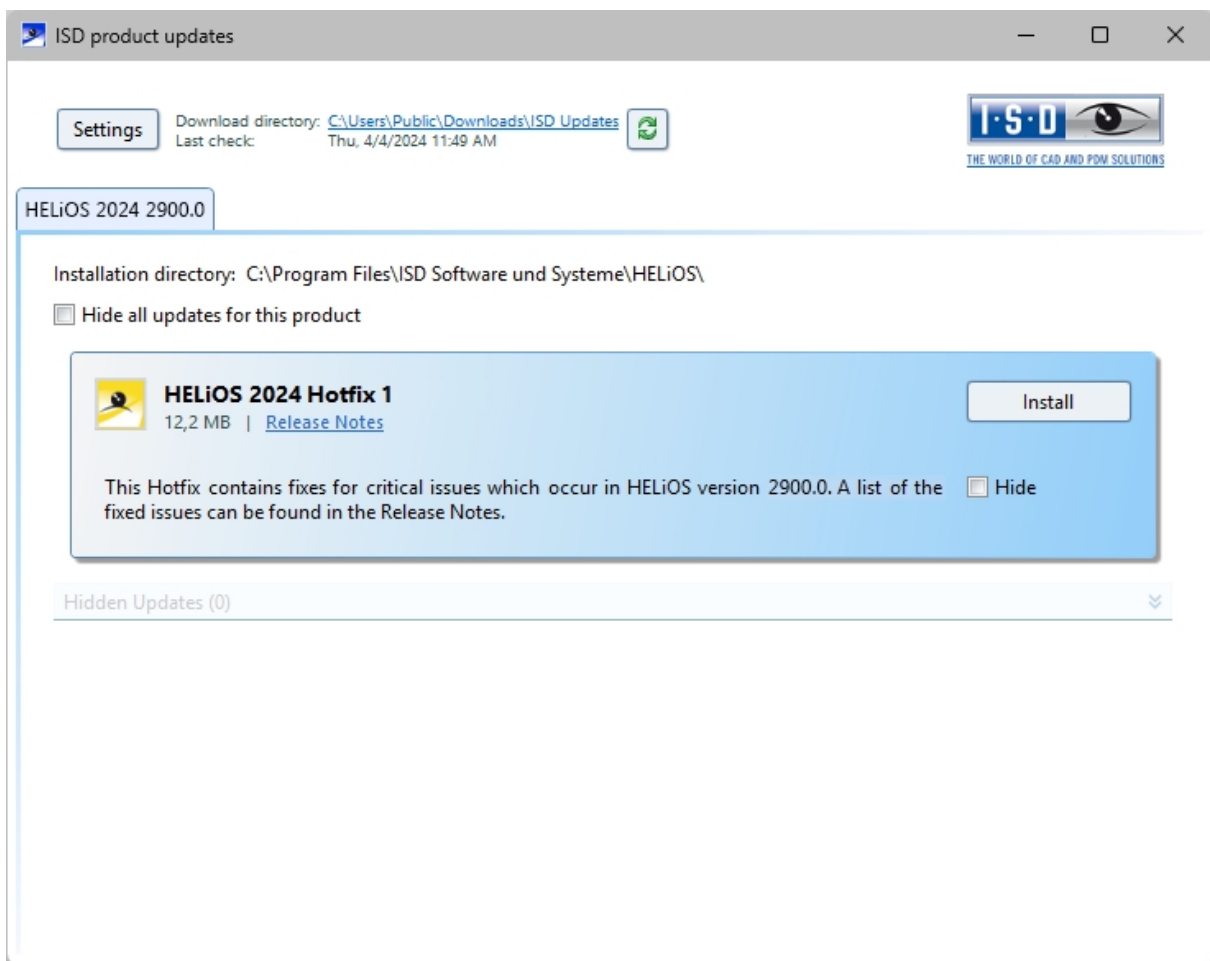 ISD product updates
Settings
Download directory: C:\Users\Public\Downloads\ISD Updates
Last check: Thu, 4/4/2024 11:49 AM
I·S·D
THE WORLD OF CAD AND PDM SOLUTIONS
HELiOS 2024 2900.0
Installation directory: C:\Program Files\ISD Software und Systeme\HELiOS\
Hide all updates for this product
HELiOS 2024 Hotfix 1
12,2 MB | Release Notes
Install
This Hotfix contains fixes for critical issues which occur in HELiOS version 2900.0. A list of the
fixed issues can be found in the Release Notes.
Hide
Hidden Updates (0)